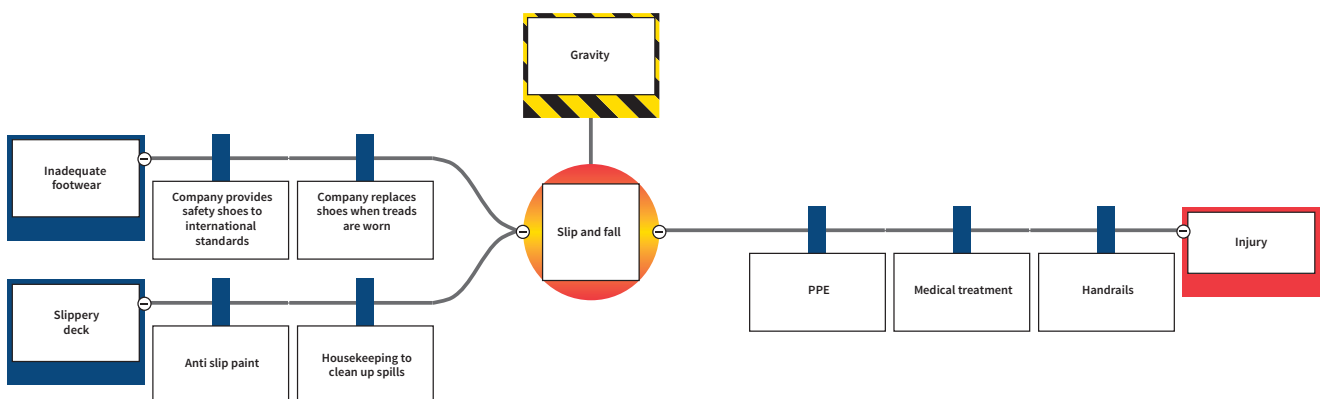 Gravity
Inadequate
footwear
Company provides
safety shoes to
international
standards
Company replaces
shoes when treads
are worn
Slip and fall
Slippery
deck
Anti slip paint
Housekeeping to
clean up spills
PPE
Medical treatment
Handrails
Injury